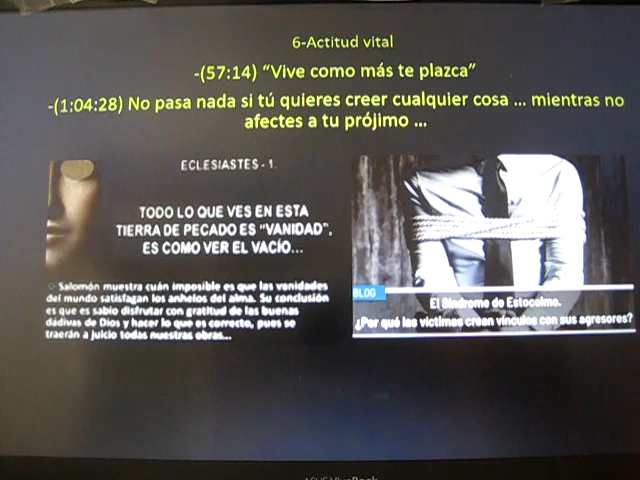 6-Actitud vital
-(57:14) “Vive como más te plazca”
-(1:04:28) No pasa nada si tú quieres creer cualquier cosa ... mientras no
afectes a tu prójimo ...
ECLESIASTES - 1.
TODO LO QUE VES EN ESTA
TIERRA DE PECADO ES “VANIDAD”.
ES COMO VER EL VACÍO...
Salomón muestra cuán imposible es que las vanidades
del mundo satisfagan los anhelos del alma. Su conclusión
es que es sabio disfrutar con gratitud de las buenas
dádivas de Dios y hacer lo que es correcto, pues se
traerán a juicio todas nuestras obras...
BLOG
El Síndrome de Estocolmo.
¿Por qué las víctimas crean vínculos con sus agresores?
ASUS VivoBook